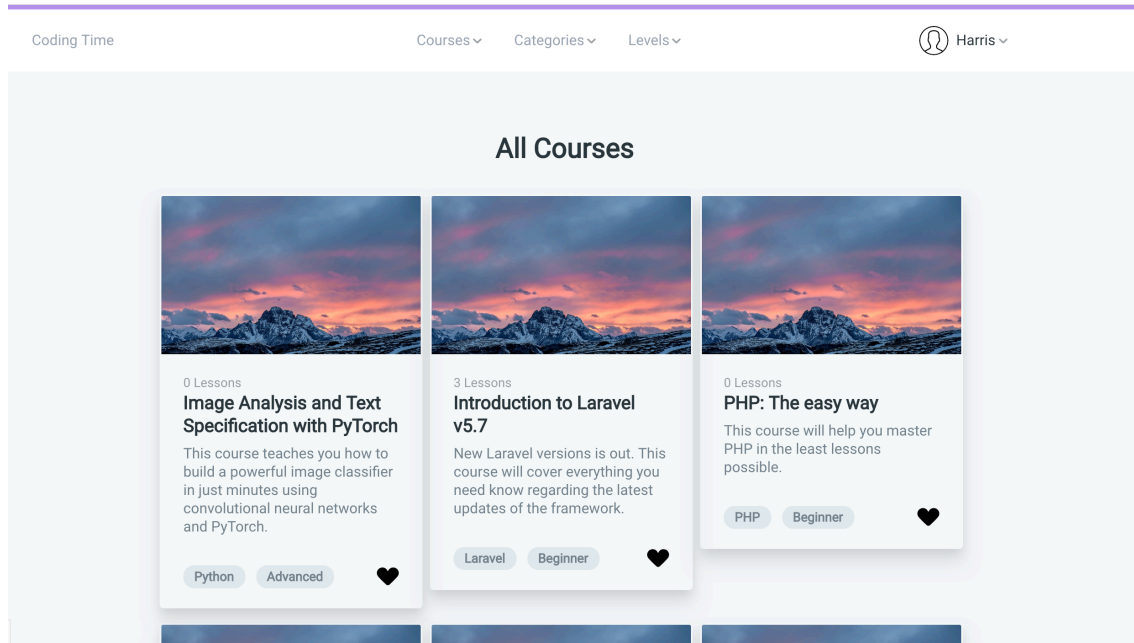 Coding Time
Courses
Categories
Levels
Harris
All Courses
0 Lessons
Image Analysis and Text
Specification with PyTorch
This course teaches you how to
build a powerful image classifier
in just minutes using
convolutional neural networks
and PyTorch.
Python
Advanced
3 Lessons
Introduction to Laravel
v5.7
New Laravel versions is out. This
course will cover everything you
need know regarding the latest
updates of the framework.
Laravel
Beginner
0 Lessons
PHP: The easy way
This course will help you master
PHP in the least lessons
possible.
PHP
Beginner